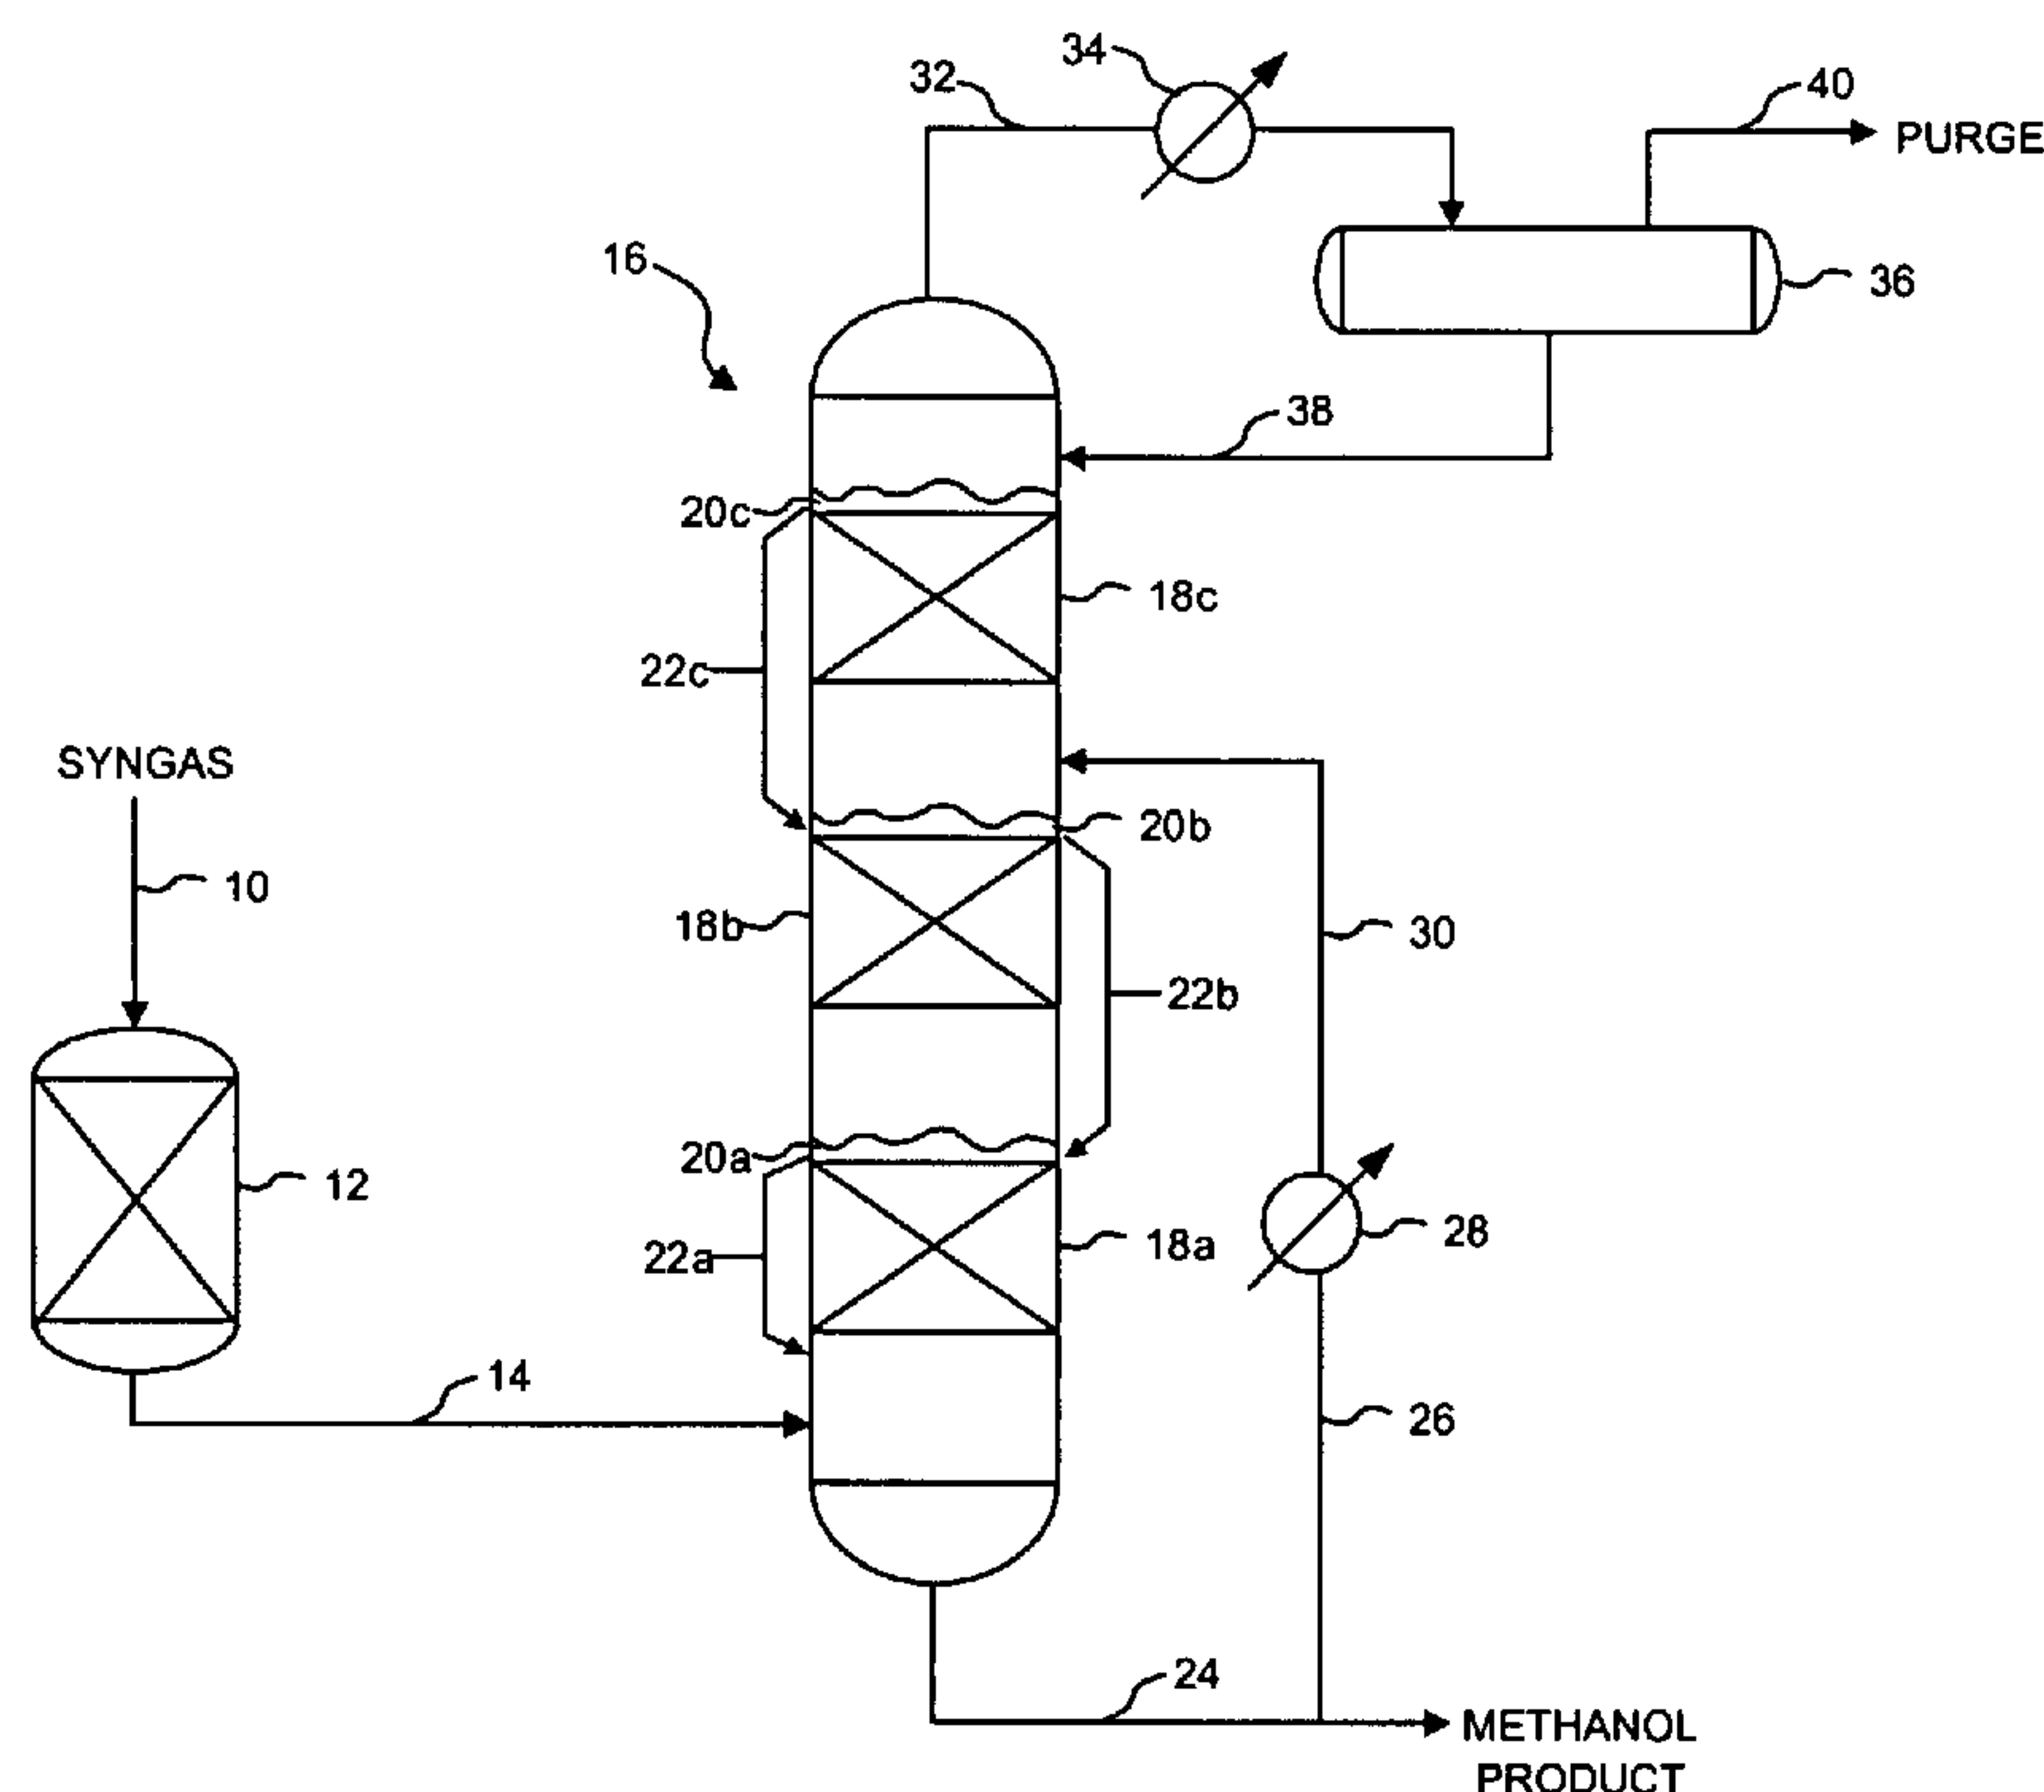 34
32
40
PURGE
16
36
38
20c
18c
22c
SYNGAS
20b
10
18b
30
22b
20a
12
18a
28
22a
14
26
24
METHANOL
PRODUCT